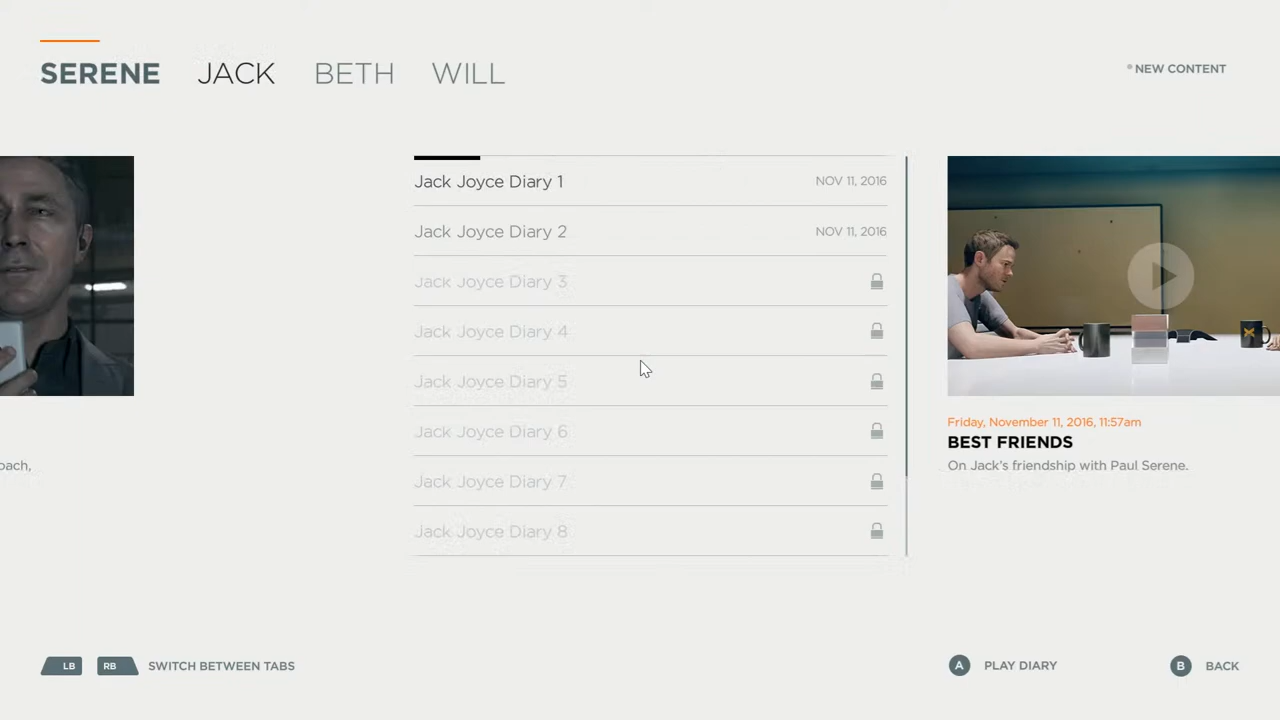 SERENE JACK BETH WILL
NEW CONTENT
Jack Joyce Diary 1 NOV 11, 2016
Jack Joyce Diary 2 NOV 11, 2016
Jack Joyce Diary 3
Jack Joyce Diary 4
Jack Joyce Diary 5
Jack Joyce Diary 6
Jack Joyce Diary 7
Jack Joyce Diary 8
Friday, November 11, 2016, 11:57am
BEST FRIENDS
On Jack's friendship with Paul Serene.
LB RB SWITCH BETWEEN TABS
A PLAY DIARY
B BACK